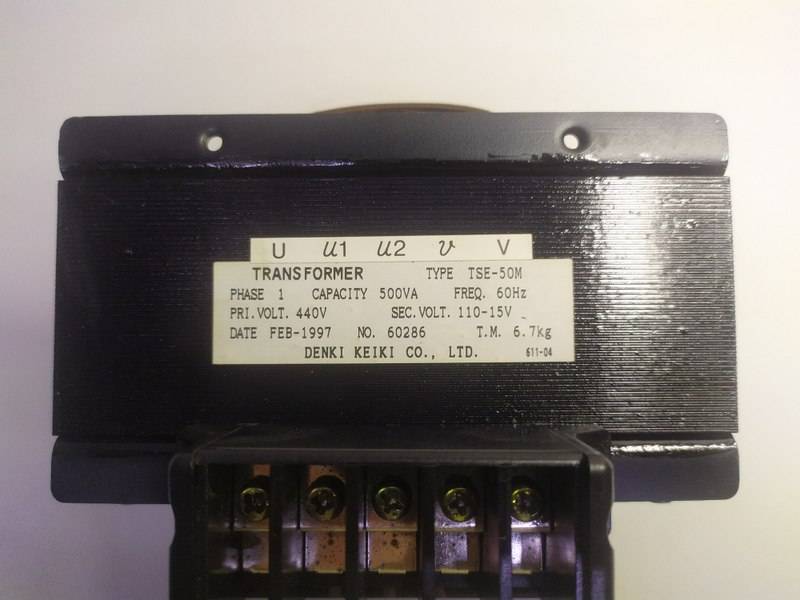 U u1 u2 v V
TRANSFORMER TYPE TSE-50M
PHASE 1 CAPACITY 500VA FREQ. 60Hz
PRI.VOLT. 440V SEC.VOLT. 110-15V
DATE FEB-1997 NO. 60286 T.M. 6.7kg
DENKI KEIKI CO., LTD. 611-04